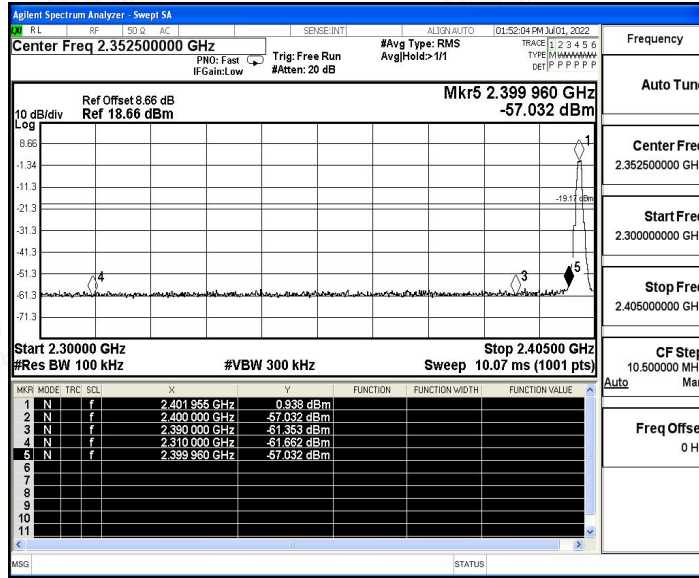 Agilent Spectrum Analyzer - Swept SA
LXI RL RF 50 Ω AC SENSE:INT ALIGN AUTO 01:52:04 PM Jul 01, 2022
Center Freq 2.352500000 GHz
PNO: Fast
IFGain:Low
Trig: Free Run
#Atten: 20 dB
#Avg Type: RMS
Avg|Hold:>1/1
TRACE 1 2 3 4 5 6
TYPE MWWWWW
DET P P P P P P
Ref Offset 8.66 dB
10 dB/div Ref 18.66 dBm
Log
Mkr5 2.399 960 GHz
-57.032 dBm
8.66
-1.34
-11.3
-21.3
-31.3
-41.3
-51.3
-61.3
-71.3
1
-19.17 dBm
4
3
5
Start 2.30000 GHz Stop 2.40500 GHz
#Res BW 100 kHz #VBW 300 kHz Sweep 10.07 ms (1001 pts)
MKR MODE TRC SCL X Y FUNCTION FUNCTION WIDTH FUNCTION VALUE
1 N f 2.401 955 GHz 0.938 dBm
2 N f 2.400 000 GHz -57.032 dBm
3 N f 2.390 000 GHz -61.353 dBm
4 N f 2.310 000 GHz -61.662 dBm
5 N f 2.399 960 GHz -57.032 dBm
6
7
8
9
10
11
MSG STATUS
Frequency
Auto Tun
Center Fre
2.352500000 GH
Start Fre
2.300000000 GH
Stop Fre
2.405000000 GH
CF Step
10.500000 MH
Auto Ma
Freq Offse
0 H